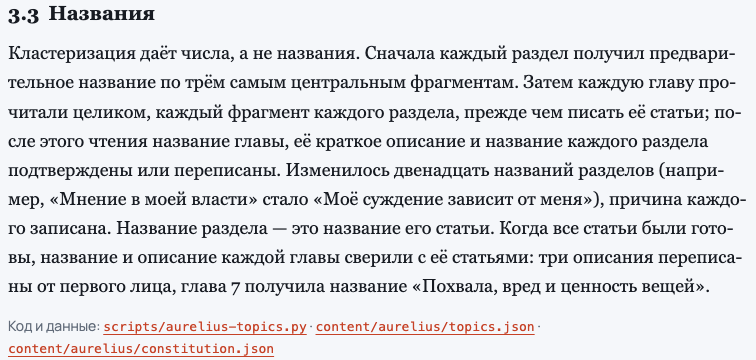 3.3 Названия
Кластеризация даёт числа, а не названия. Сначала каждый раздел получил предвари-
тельное название по трём самым центральным фрагментам. Затем каждую главу про-
читали целиком, каждый фрагмент каждого раздела, прежде чем писать её статьи; по-
сле этого чтения название главы, её краткое описание и название каждого раздела
подтверждены или переписаны. Изменилось двенадцать названий разделов (напри-
мер, «Мнение в моей власти» стало «Моё суждение зависит от меня»), причина каждо-
го записана. Название раздела — это название его статьи. Когда все статьи были гото-
вы, название и описание каждой главы сверили с её статьями: три описания переписа-
ны от первого лица, глава 7 получила название «Похвала, вред и ценность вещей».
Код и данные: scripts/aurelius-topics.py · content/aurelius/topics.json ·
content/aurelius/constitution.json